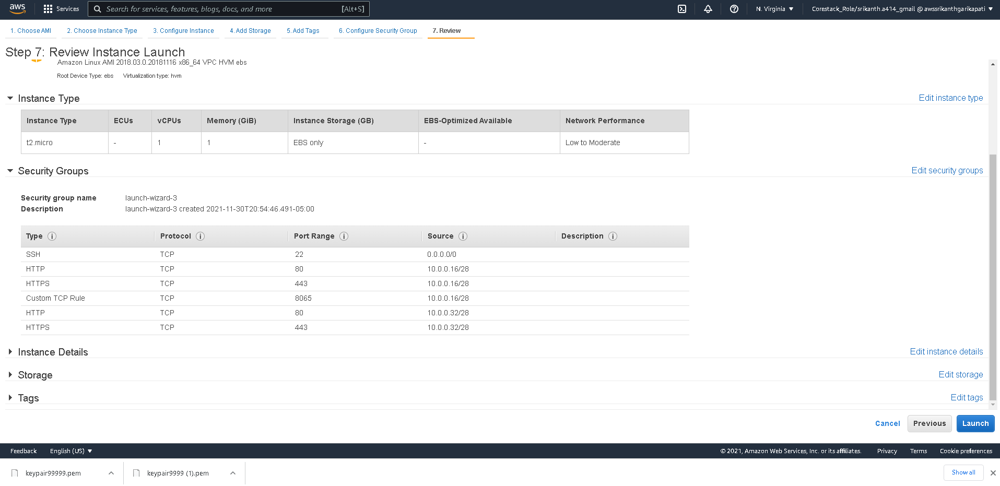 aws Services Search for services, features, blogs, docs, and more [Alt+S] N. Virginia Corestack_Role/srikanth.a414_gmail @ awssrikanthgarikapati
1. Choose AMI 2. Choose Instance Type 3. Configure Instance 4. Add Storage 5. Add Tags 6. Configure Security Group 7. Review
Step 7: Review Instance Launch
Amazon Linux AMI 2018.03.0.20181116 x86_64 VPC HVM ebs
Root Device Type: ebs Virtualization type: hvm
Instance Type Edit instance type
Instance Type ECUs vCPUs Memory (GiB) Instance Storage (GB) EBS-Optimized Available Network Performance
t2.micro - 1 1 EBS only - Low to Moderate
Security Groups Edit security groups
Security group name launch-wizard-3
Description launch-wizard-3 created 2021-11-30T20:54:46.491-05:00
Type i Protocol i Port Range i Source i Description i
SSH TCP 22 0.0.0.0/0
HTTP TCP 80 10.0.0.16/28
HTTPS TCP 443 10.0.0.16/28
Custom TCP Rule TCP 8065 10.0.0.16/28
HTTP TCP 80 10.0.0.32/28
HTTPS TCP 443 10.0.0.32/28
Instance Details Edit instance details
Storage Edit storage
Tags Edit tags
Cancel Previous Launch
Feedback English (US) © 2021, Amazon Web Services, Inc. or its affiliates. Privacy Terms Cookie preferences
keypair99999.pem keypair9999 (1).pem Show all